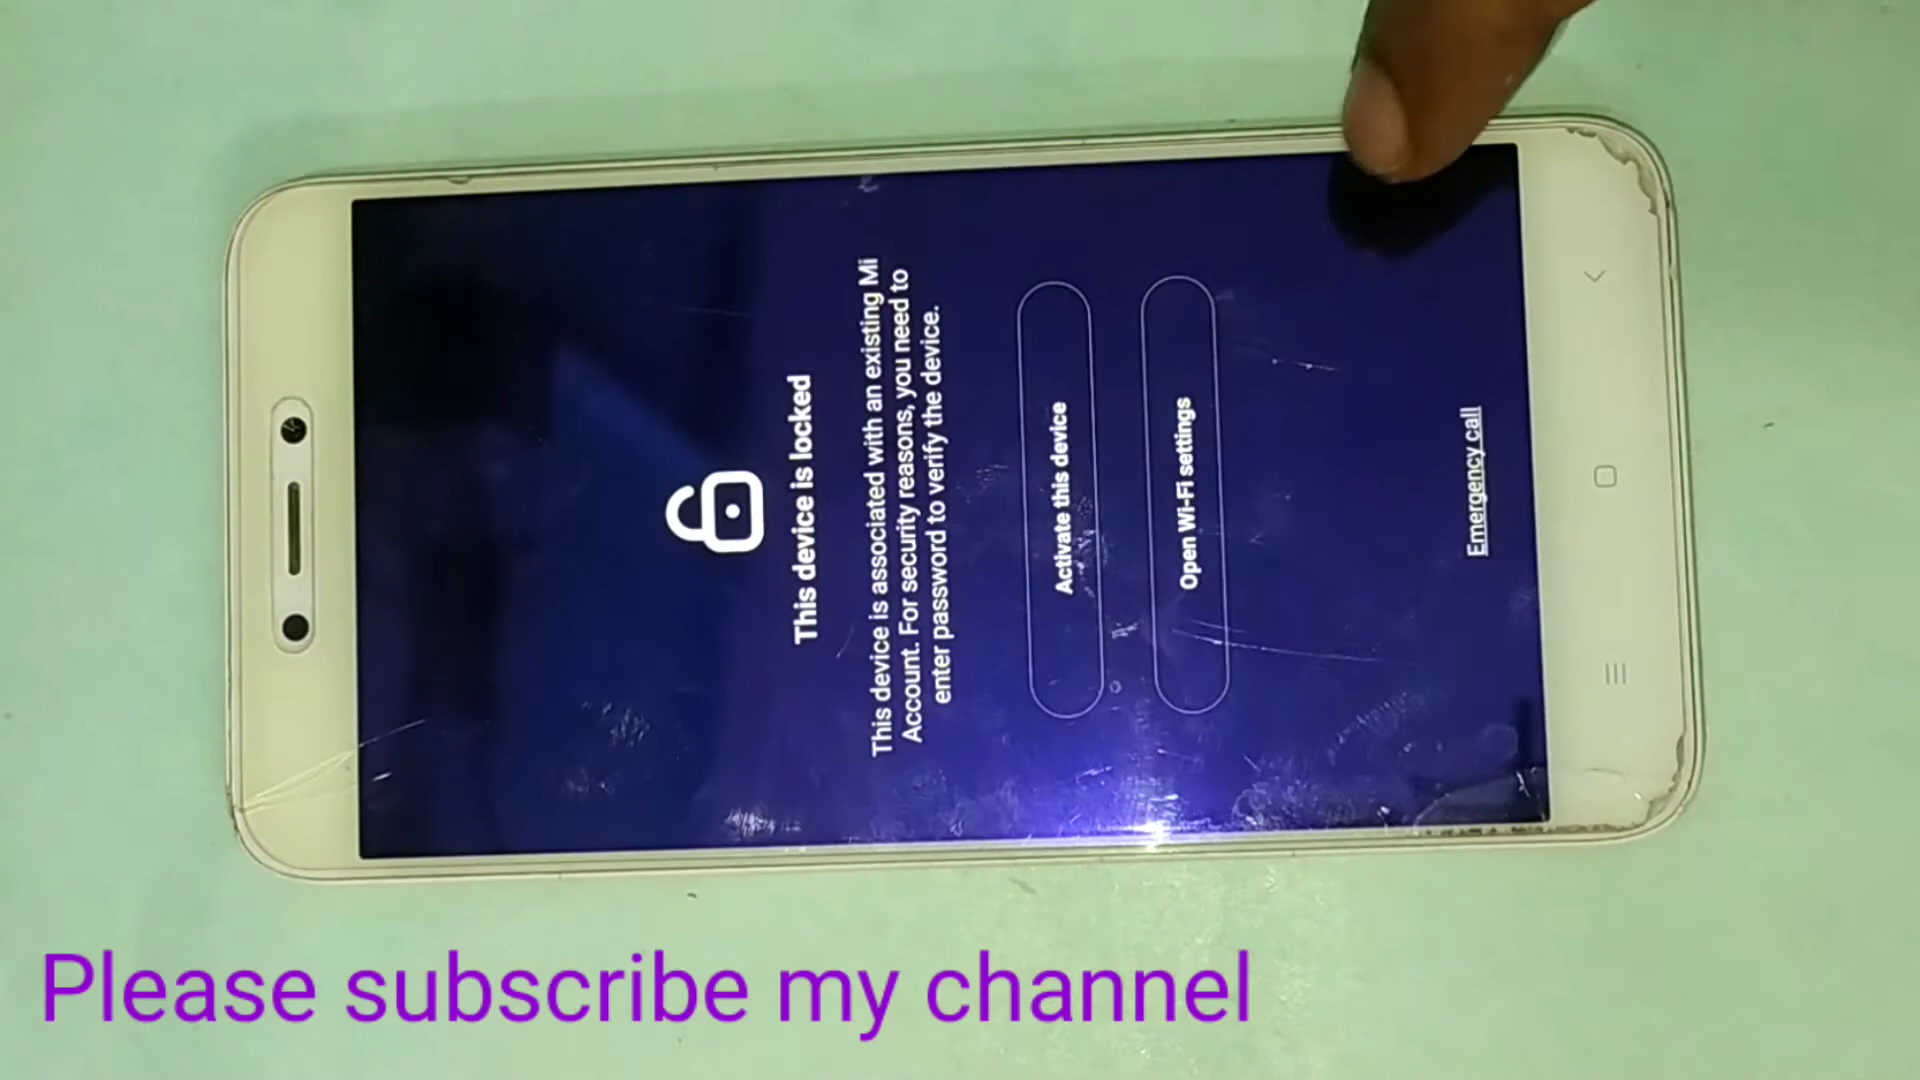 This device is locked
This device is associated with an existing Mi
Account. For security reasons, you need to
enter password to verify the device.
Activate this device
Open Wi-Fi settings
Emergency call
Please subscribe my channel